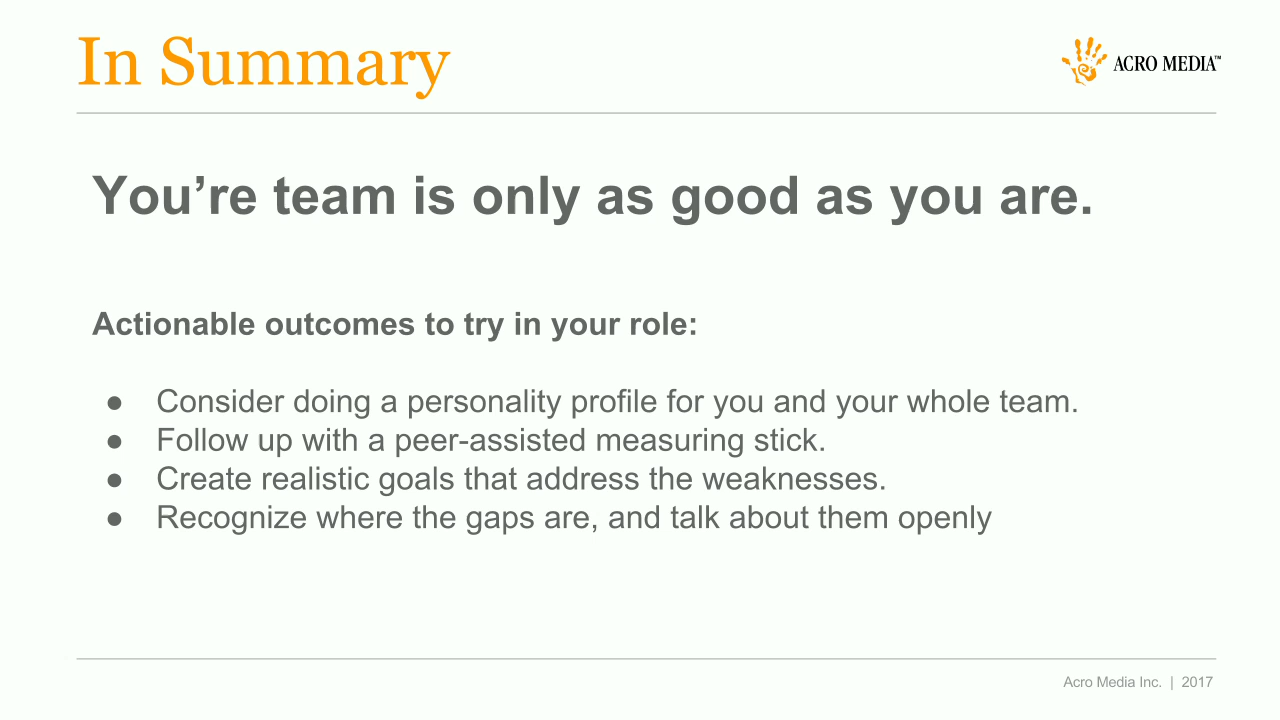 In Summary
ACRO MEDIA™
You’re team is only as good as you are.
Actionable outcomes to try in your role:
● Consider doing a personality profile for you and your whole team.
● Follow up with a peer-assisted measuring stick.
● Create realistic goals that address the weaknesses.
● Recognize where the gaps are, and talk about them openly
Acro Media Inc. | 2017